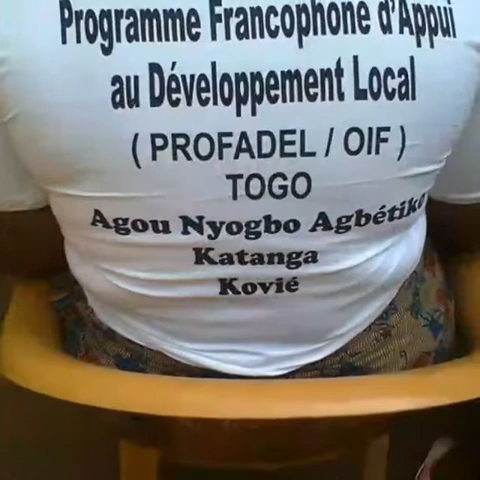 Programme Francophone d'Appui
au Développement Local
( PROFADEL / OIF )
TOGO
Agou Nyogbo Agbétiko
Katanga
Kovié